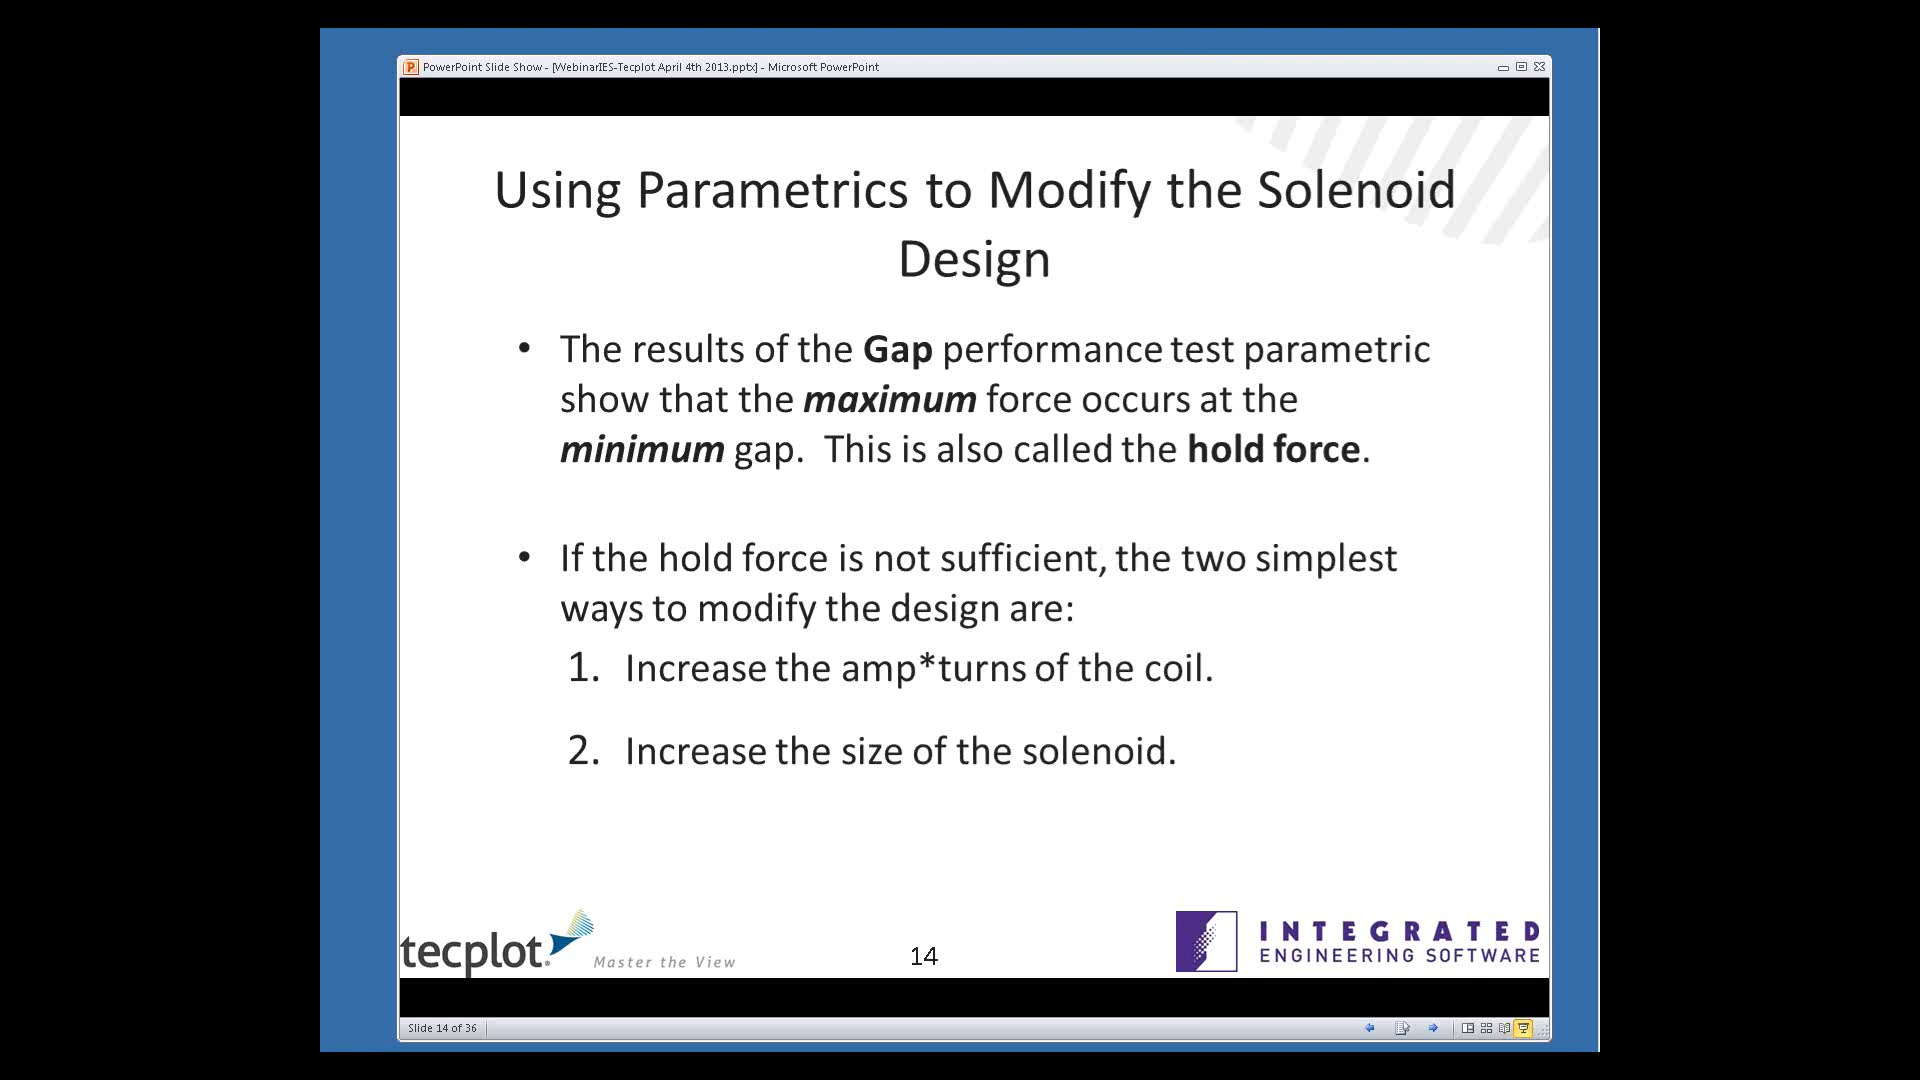 PowerPoint Slide Show - [WebinarIES-Tecplot April 4th 2013.pptx] - Microsoft PowerPoint
Using Parametrics to Modify the Solenoid
Design
• The results of the Gap performance test parametric
show that the maximum force occurs at the
minimum gap. This is also called the hold force.
• If the hold force is not sufficient, the two simplest
ways to modify the design are:
1. Increase the amp*turns of the coil.
2. Increase the size of the solenoid.
tecplot. Master the View
14
INTEGRATED
ENGINEERING SOFTWARE
Slide 14 of 36